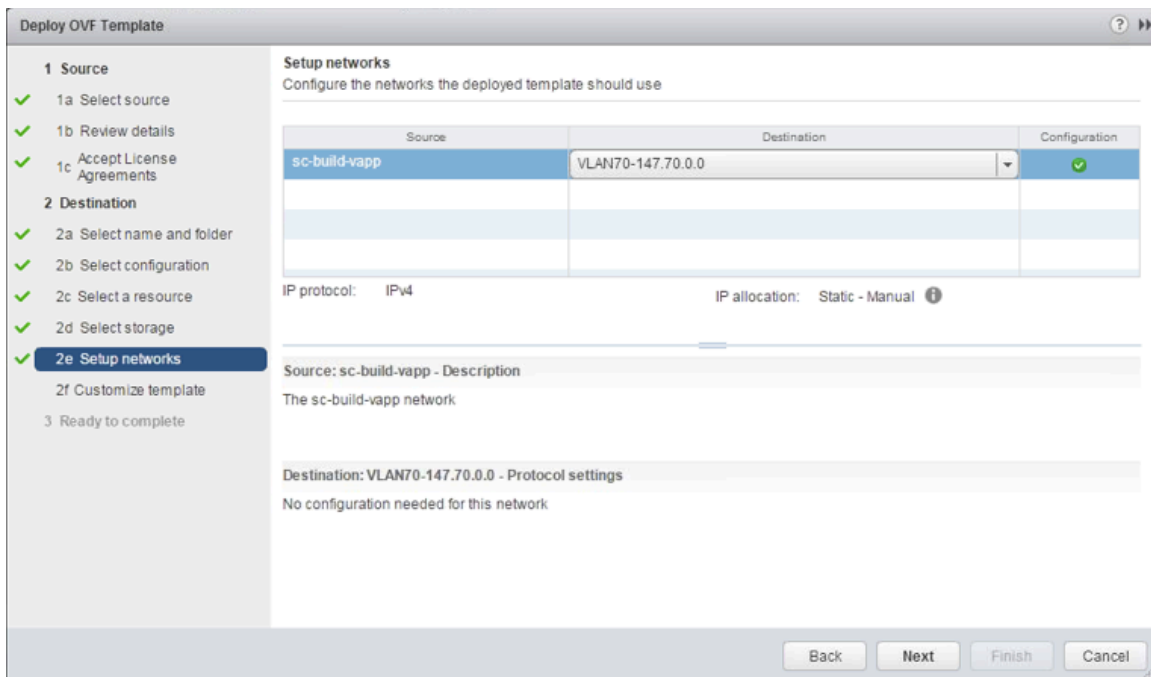 Deploy OVF Template
1 Source
1a Select source
1b Review details
1c Accept License
Agreements
2 Destination
2a Select name and folder
2b Select configuration
2c Select a resource
2d Select storage
2e Setup networks
2f Customize template
3 Ready to complete
Setup networks
Configure the networks the deployed template should use
Source Destination Configuration
sc-build-vapp VLAN70-147.70.0.0
IP protocol: IPv4 IP allocation: Static - Manual
Source: sc-build-vapp - Description
The sc-build-vapp network
Destination: VLAN70-147.70.0.0 - Protocol settings
No configuration needed for this network
Back Next Finish Cancel